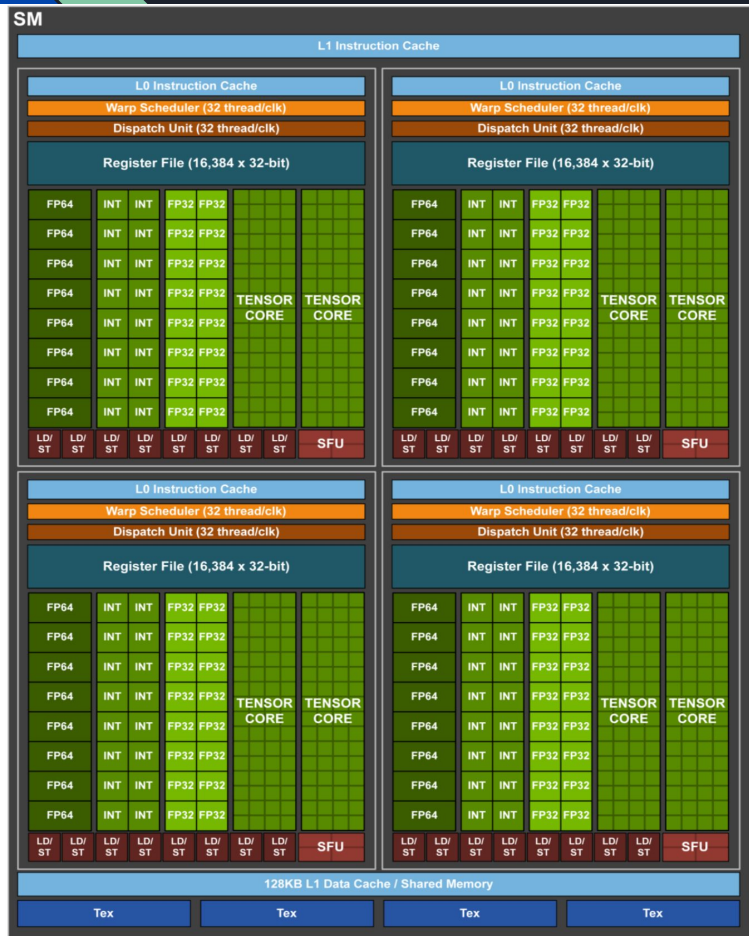 SM
L1 Instruction Cache
L0 Instruction Cache
Warp Scheduler (32 thread/clk)
Dispatch Unit (32 thread/clk)
Register File (16,384 x 32-bit)
FP64 INT INT FP32 FP32
FP64 INT INT FP32 FP32
FP64 INT INT FP32 FP32
FP64 INT INT FP32 FP32 TENSOR CORE TENSOR CORE
FP64 INT INT FP32 FP32
FP64 INT INT FP32 FP32
FP64 INT INT FP32 FP32
FP64 INT INT FP32 FP32
LD/ST LD/ST LD/ST LD/ST LD/ST LD/ST LD/ST LD/ST SFU
L0 Instruction Cache
Warp Scheduler (32 thread/clk)
Dispatch Unit (32 thread/clk)
Register File (16,384 x 32-bit)
FP64 INT INT FP32 FP32
FP64 INT INT FP32 FP32
FP64 INT INT FP32 FP32
FP64 INT INT FP32 FP32 TENSOR CORE TENSOR CORE
FP64 INT INT FP32 FP32
FP64 INT INT FP32 FP32
FP64 INT INT FP32 FP32
FP64 INT INT FP32 FP32
LD/ST LD/ST LD/ST LD/ST LD/ST LD/ST LD/ST LD/ST SFU
L0 Instruction Cache
Warp Scheduler (32 thread/clk)
Dispatch Unit (32 thread/clk)
Register File (16,384 x 32-bit)
FP64 INT INT FP32 FP32
FP64 INT INT FP32 FP32
FP64 INT INT FP32 FP32
FP64 INT INT FP32 FP32 TENSOR CORE TENSOR CORE
FP64 INT INT FP32 FP32
FP64 INT INT FP32 FP32
FP64 INT INT FP32 FP32
FP64 INT INT FP32 FP32
LD/ST LD/ST LD/ST LD/ST LD/ST LD/ST LD/ST LD/ST SFU
L0 Instruction Cache
Warp Scheduler (32 thread/clk)
Dispatch Unit (32 thread/clk)
Register File (16,384 x 32-bit)
FP64 INT INT FP32 FP32
FP64 INT INT FP32 FP32
FP64 INT INT FP32 FP32
FP64 INT INT FP32 FP32 TENSOR CORE TENSOR CORE
FP64 INT INT FP32 FP32
FP64 INT INT FP32 FP32
FP64 INT INT FP32 FP32
FP64 INT INT FP32 FP32
LD/ST LD/ST LD/ST LD/ST LD/ST LD/ST LD/ST LD/ST SFU
128KB L1 Data Cache / Shared Memory
Tex Tex Tex Tex